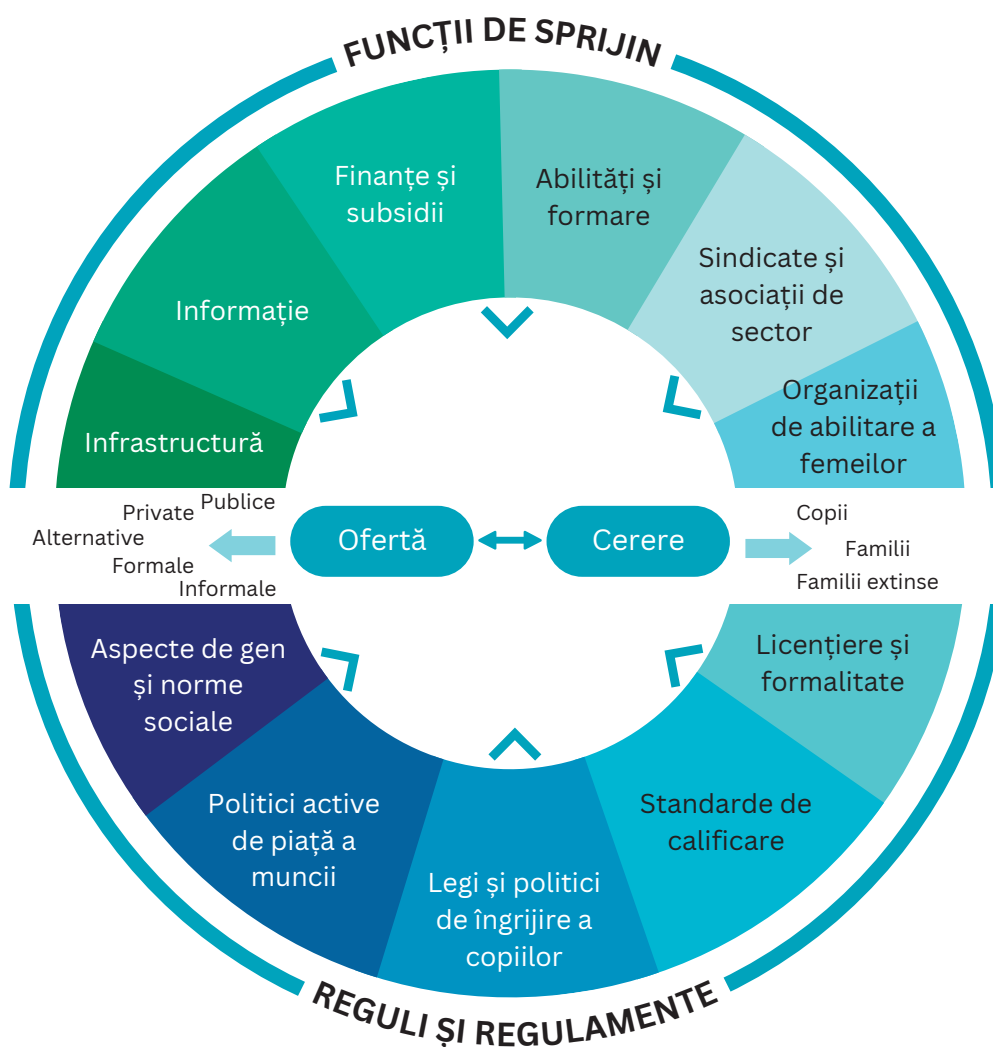 FUNCȚII DE SPRIJIN
Finanțe și
subsidii
Abilități și
formare
Informație
Sindicate și
asociații de
sector
Infrastructură
Organizații
de abilitare a
femeilor
Publice
Private
Alternative
Formale
Informale
Ofertă
Cerere
Copii
Familii
Familii extinse
Aspecte de gen
și norme
sociale
Licențiere și
formalitate
Politici active
de piață a
muncii
Standarde de
calificare
Legi și politici
de îngrijire a
copiilor
REGULI ȘI REGULAMENTE